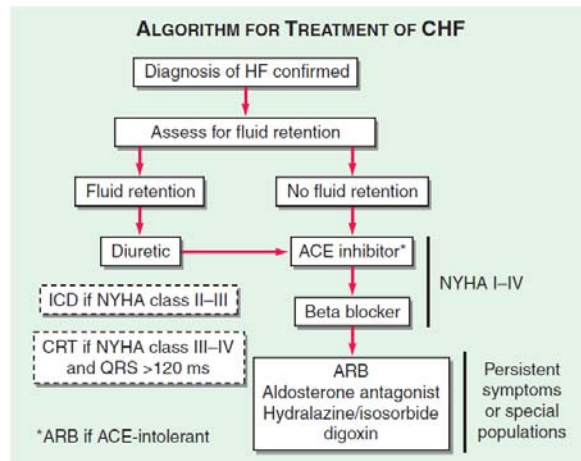 ALGORITHM FOR TREATMENT OF CHF
Diagnosis of HF confirmed
Assess for fluid retention
Fluid retention
No fluid retention
Diuretic
ACE inhibitor*
NYHA I–IV
ICD if NYHA class II–III
Beta blocker
CRT if NYHA class III–IV
and QRS >120 ms
ARB
Aldosterone antagonist
Hydralazine/isosorbide
digoxin
Persistent
symptoms
or special
populations
*ARB if ACE-intolerant